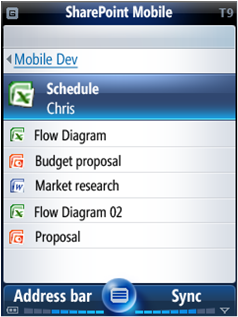 SharePoint Mobile T9
Mobile Dev
Schedule
Chris
Flow Diagram
Budget proposal
Market research
Flow Diagram 02
Proposal
Address bar Sync